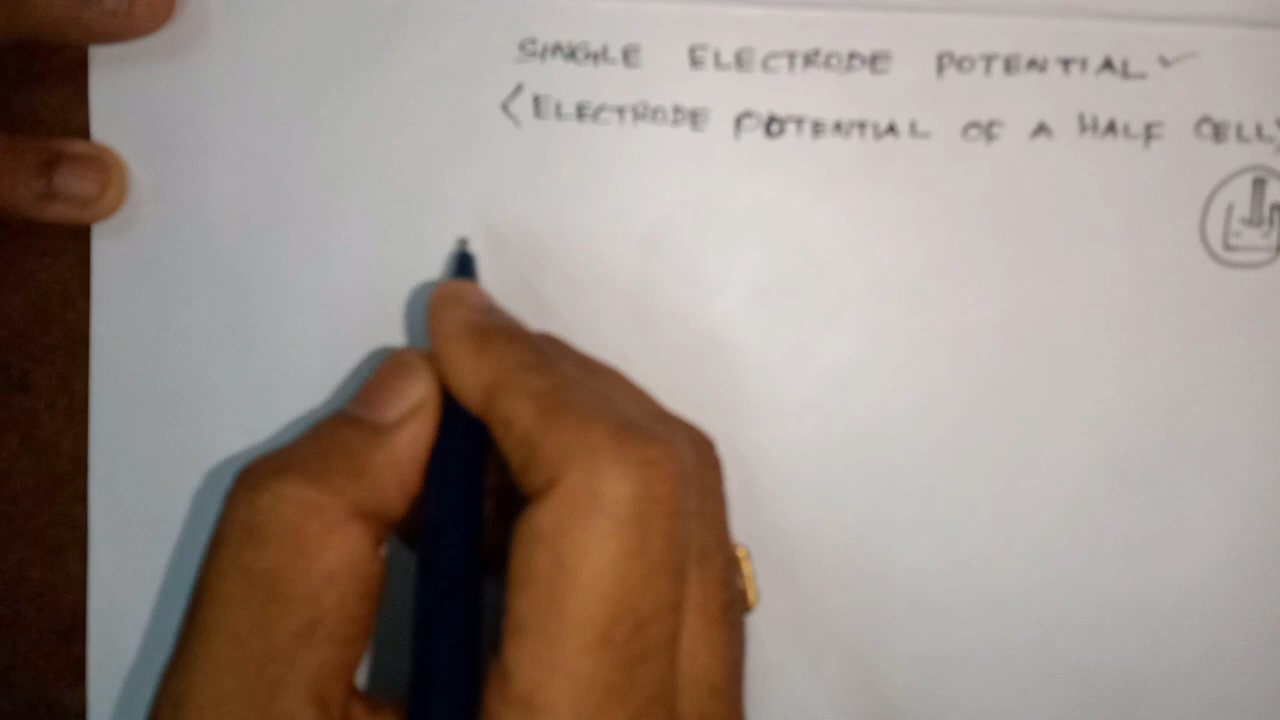 SINGLE ELECTRODE POTENTIAL
(ELECTRODE POTENTIAL OF A HALF CELL)